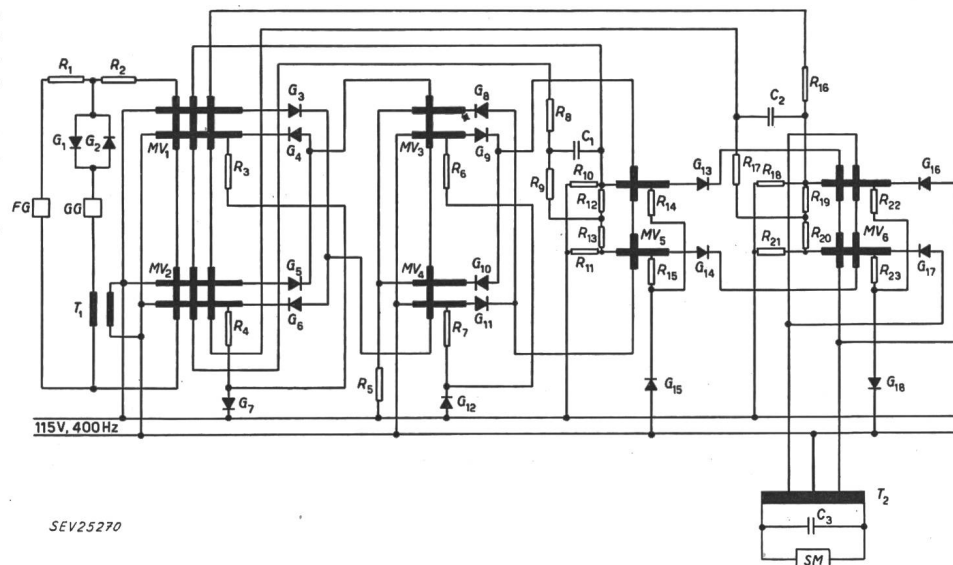 R1 R2 G3 G8 R8 C1 C2 R16
G1 G2 MV1 G4 MV3 G9 R17 R18 G16
R3 R6 R9 R10 G13
R12 R14 R19 R22
FG GG R13 MV5 MV6
MV2 G5 MV4 G10 R11 R15 G14 R21 R20 G17
T1 G6 G11 R23
R4 R7
R5 G15 G18
G7 G12
115V, 400Hz
T2
SEV25270 C3
SM